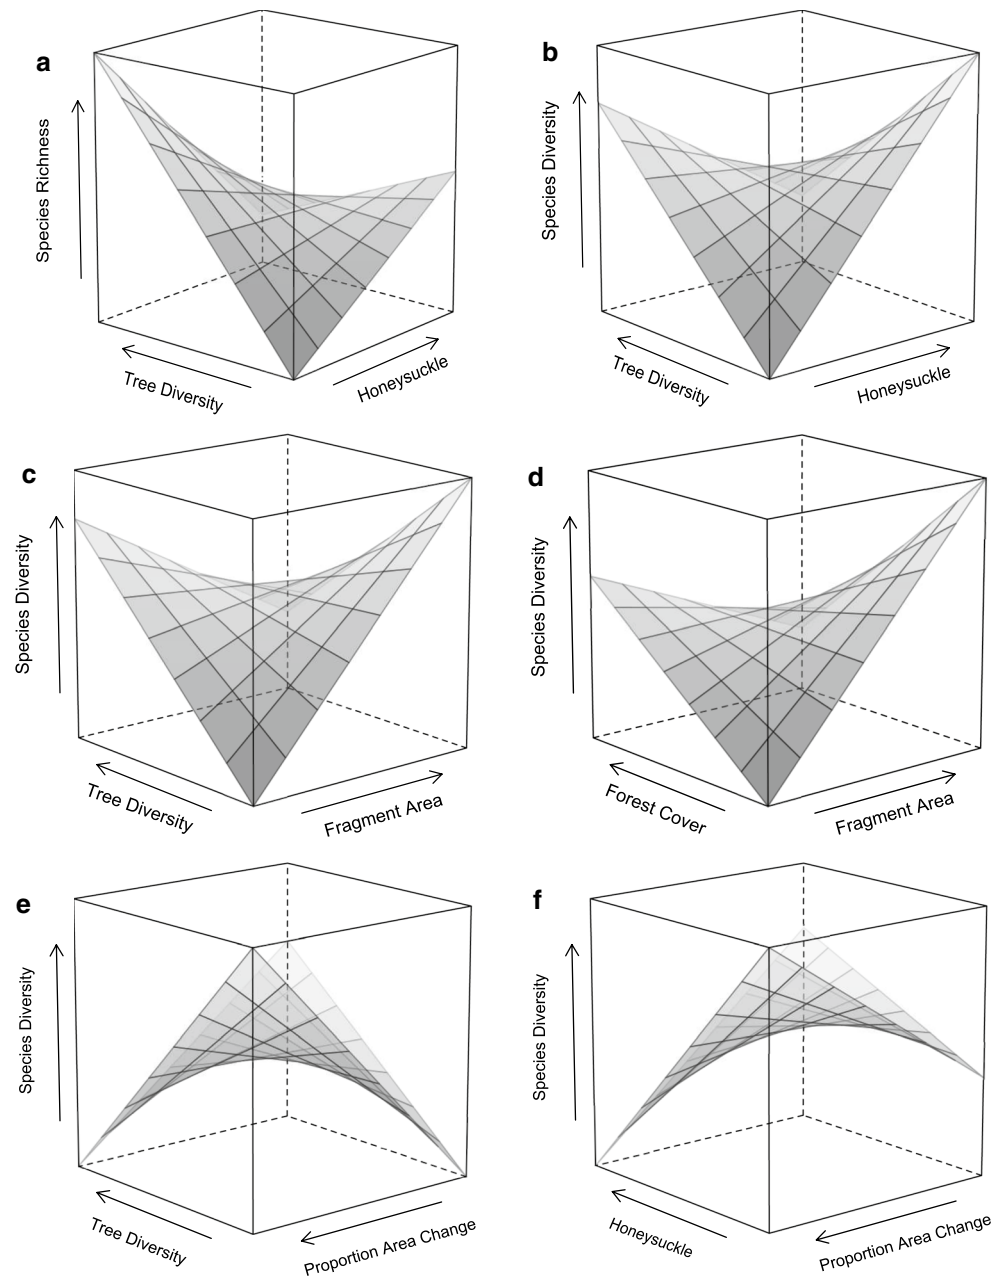 a
Species Richness
Tree Diversity
Honeysuckle
b
Species Diversity
Tree Diversity
Honeysuckle
c
Species Diversity
Tree Diversity
Fragment Area
d
Species Diversity
Forest Cover
Fragment Area
e
Species Diversity
Tree Diversity
Proportion Area Change
f
Species Diversity
Honeysuckle
Proportion Area Change